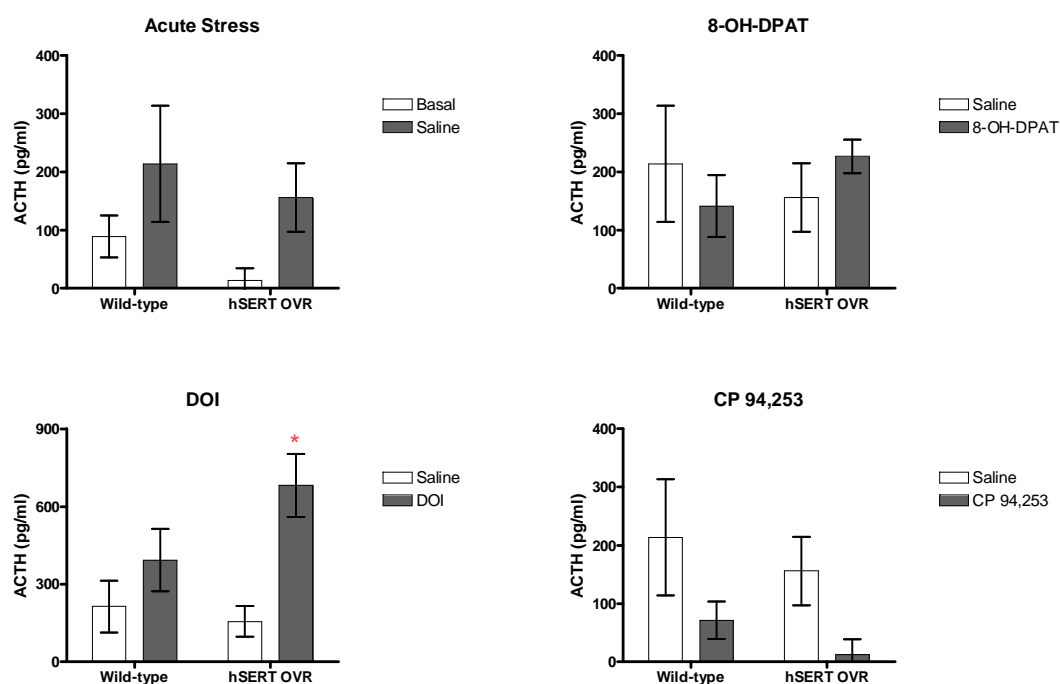 Acute Stress
400
300
200
100
0
ACTH (pg/ml)
Wild-type hSERT OVR
Basal
Saline
8-OH-DPAT
400
300
200
100
0
ACTH (pg/ml)
Wild-type hSERT OVR
Saline
8-OH-DPAT
DOI
900
600
300
0
ACTH (pg/ml)
*
Wild-type hSERT OVR
Saline
DOI
CP 94,253
400
300
200
100
0
ACTH (pg/ml)
Wild-type hSERT OVR
Saline
CP 94,253